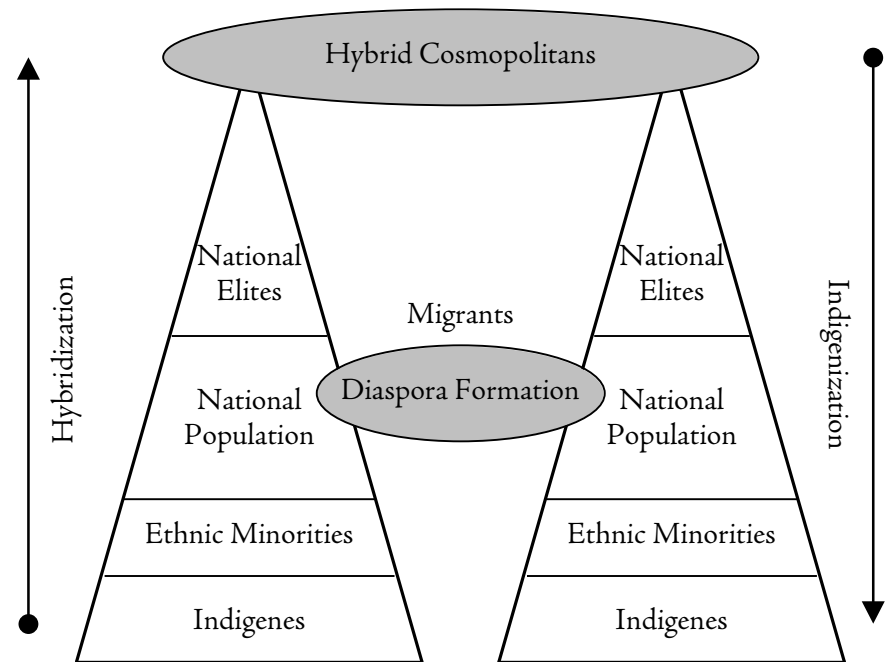 Hybrid Cosmopolitans
Hybridization
National
Elites
National
Elites
Indigenization
Migrants
Diaspora Formation
National
Population
National
Population
Ethnic Minorities
Ethnic Minorities
Indigenes
Indigenes